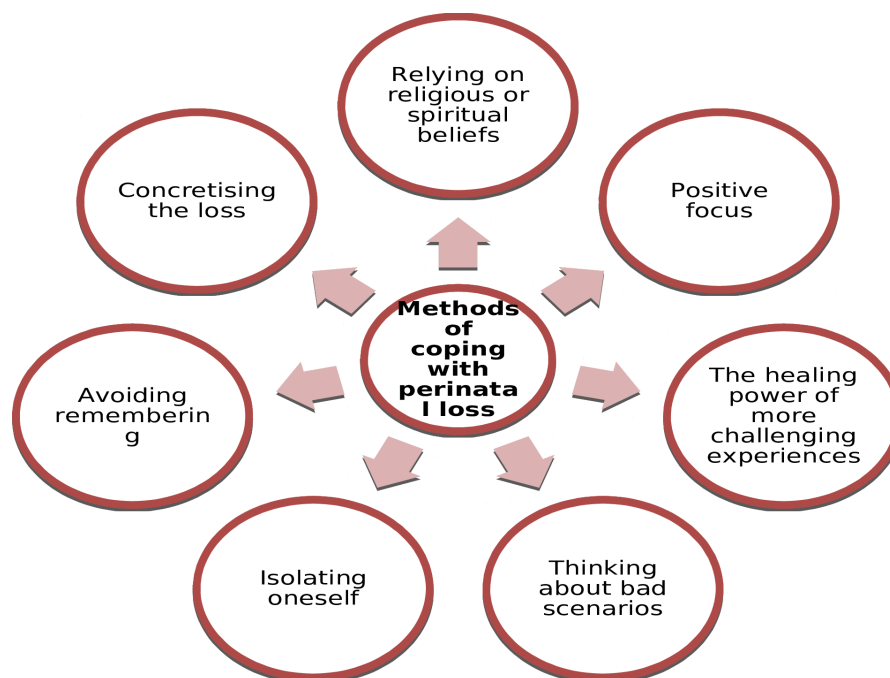 Relying on
religious or
spiritual
beliefs
Positive
focus
The healing
power of
more
challenging
experiences
Thinking
about bad
scenarios
Isolating
oneself
Avoiding
rememberin
g
Concretising
the loss
Methods
of
coping
with
perinata
l loss